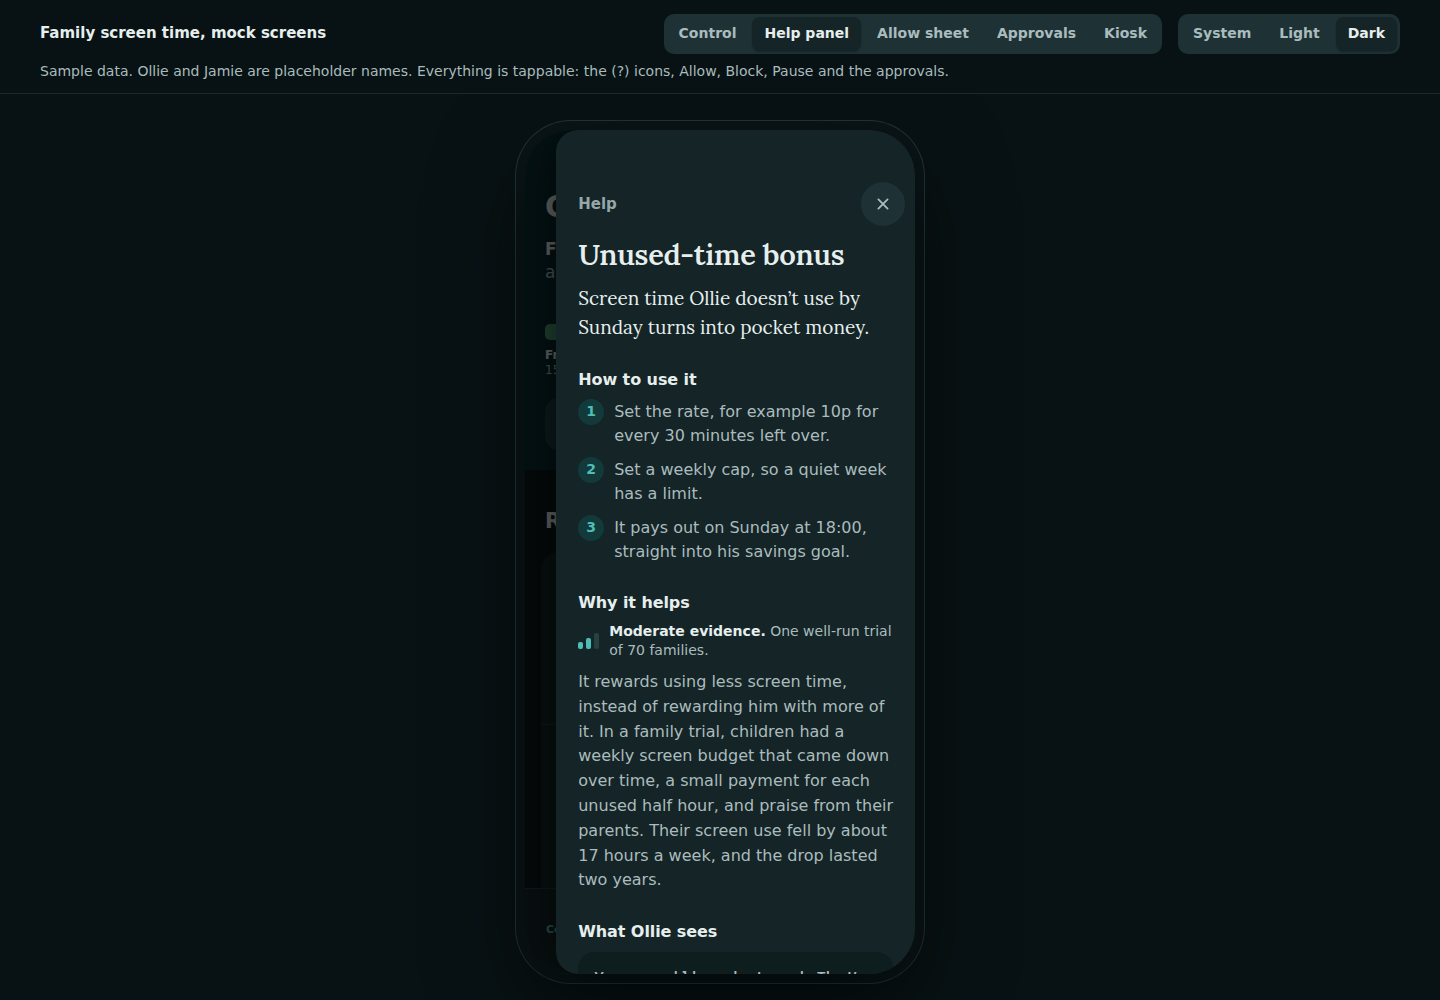 Family screen time, mock screens
Control Help panel Allow sheet Approvals Kiosk
System Light Dark
Sample data. Ollie and Jamie are placeholder names. Everything is tappable: the (?) icons, Allow, Block, Pause and the approvals.
Help
Unused-time bonus
Screen time Ollie doesn’t use by
Sunday turns into pocket money.
How to use it
1 Set the rate, for example 10p for
every 30 minutes left over.
2 Set a weekly cap, so a quiet week
has a limit.
3 It pays out on Sunday at 18:00,
straight into his savings goal.
Why it helps
Moderate evidence. One well-run trial
of 70 families.
It rewards using less screen time,
instead of rewarding him with more of
it. In a family trial, children had a
weekly screen budget that came down
over time, a small payment for each
unused half hour, and praise from their
parents. Their screen use fell by about
17 hours a week, and the drop lasted
two years.
What Ollie sees